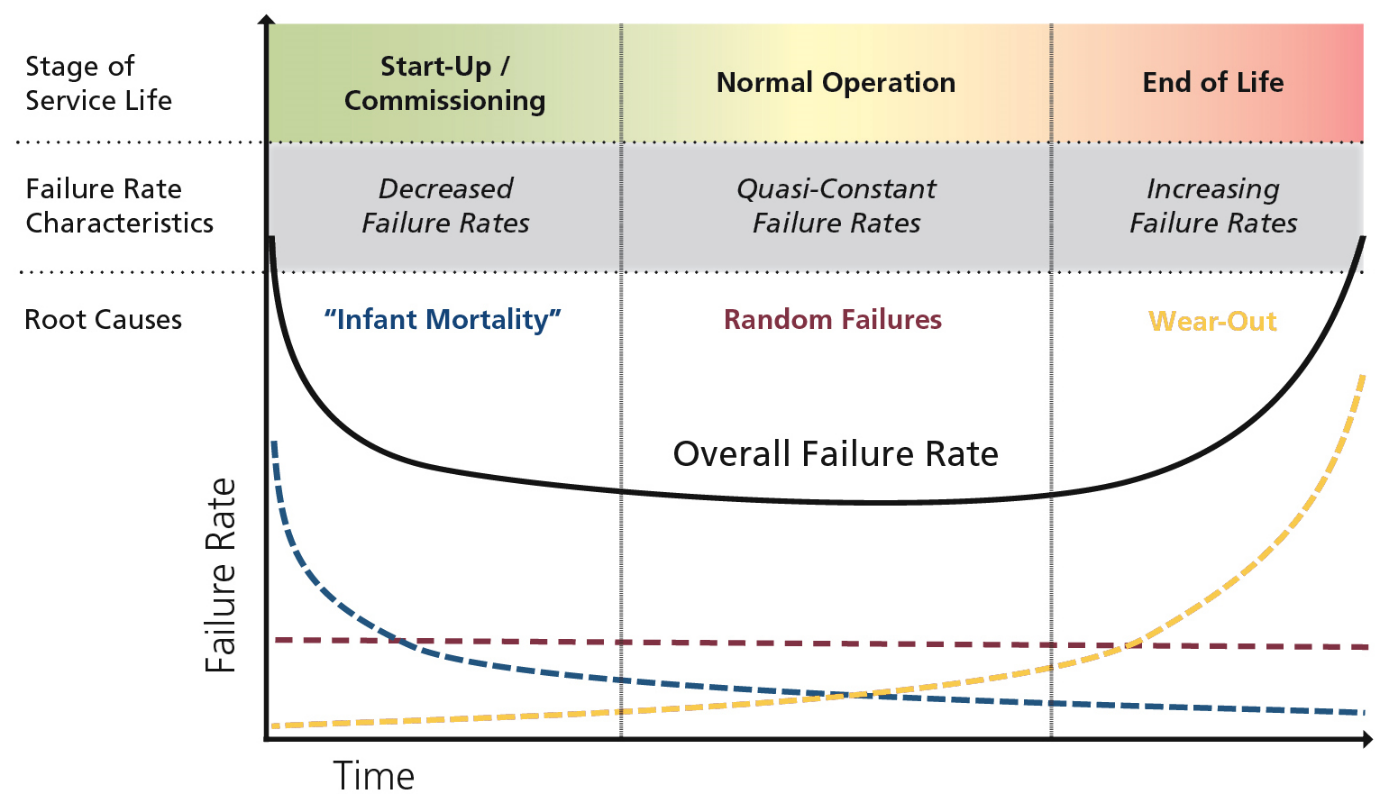 Stage of
Service Life
Start-Up /
Commissioning
Normal Operation
End of Life
Failure Rate
Characteristics
Decreased
Failure Rates
Quasi-Constant
Failure Rates
Increasing
Failure Rates
Root Causes
“Infant Mortality”
Random Failures
Wear-Out
Overall Failure Rate
Failure Rate
Time